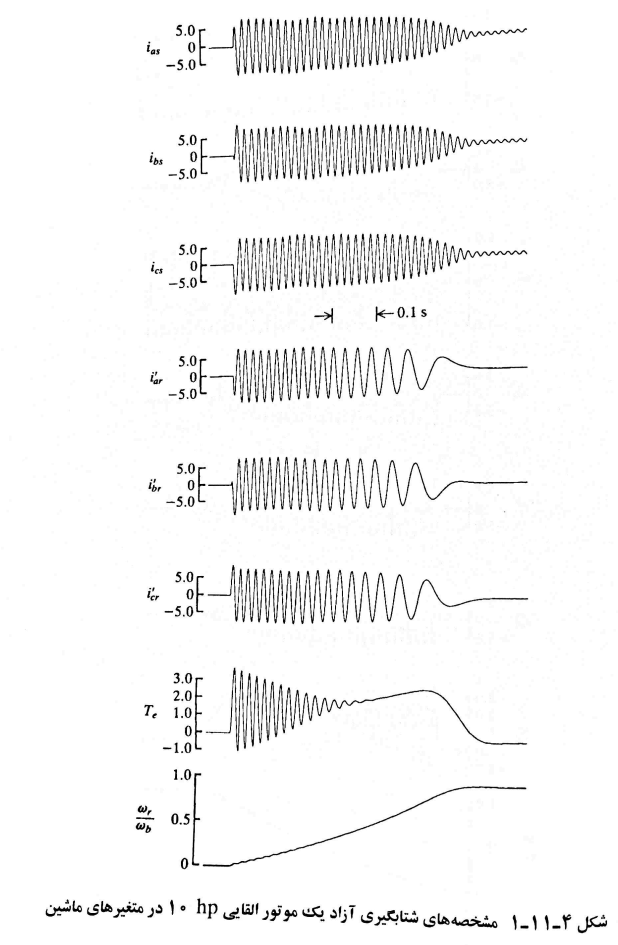 5.0
i_as 0
−5.0
5.0
i_bs 0
−5.0
5.0
i_cs 0
−5.0
0.1 s
5.0
i'_ar 0
−5.0
5.0
i'_br 0
−5.0
5.0
i'_cr 0
−5.0
3.0
2.0
T_e 1.0
0
−1.0
1.0
ω_r/ω_b 0.5
0
شکل ۴ـ۱۱ـ۱ مشخصه‌های شتابگیری آزاد یک موتور القایی ۱۰ hp در متغیرهای ماشین